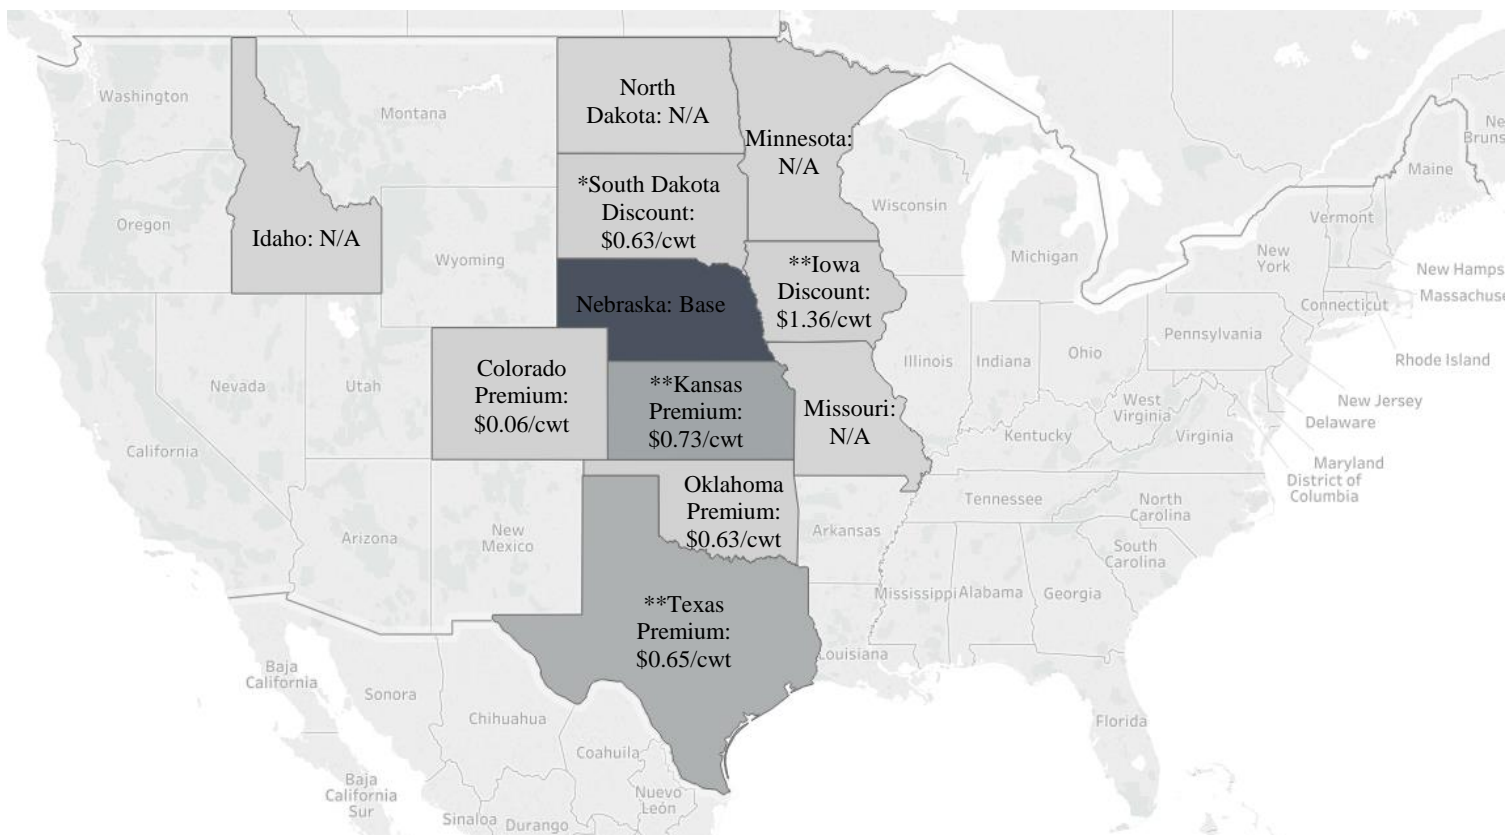 Washington
Montana
North
Dakota: N/A
Minnesota:
N/A
Ne
Bruns
Maine
Oregon
Idaho: N/A
Wyoming
*South Dakota
Discount:
$0.63/cwt
Wisconsin
Michigan
Vermont
New
York
New Hamps
Massachuse
Connecticut
Rhode Island
Nebraska: Base
**Iowa
Discount:
$1.36/cwt
Illinois
Indiana
Ohio
Pennsylvania
New Jersey
Delaware
Maryland
District of
Columbia
Nevada
Utah
Colorado
Premium:
$0.06/cwt
**Kansas
Premium:
$0.73/cwt
Missouri:
N/A
West
Virginia
Kentucky
Virginia
California
Arizona
New
Mexico
Oklahoma
Premium:
$0.63/cwt
Arkansas
Tennessee
North
Carolina
South
Carolina
Mississippi
Alabama
Georgia
**Texas
Premium:
$0.65/cwt
Louisiana
Florida
Baja
California
Sonora
Chihuahua
Coahuila
Baja
California
Sur
Sinaloa
Durango
Nuevo
León